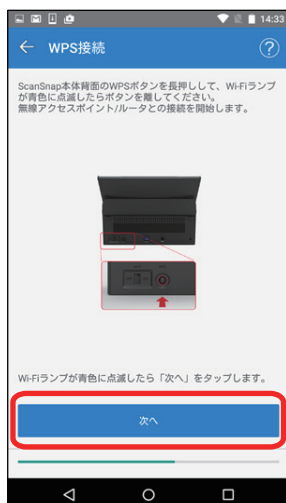 14:33
WPS接続
?
ScanSnap本体背面のWPSボタンを長押しして、Wi-Fiランプ
が青色に点滅したらボタンを離してください。
無線アクセスポイント/ルータとの接続を開始します。
Wi-Fiランプが青色に点滅したら「次へ」をタップします。
次へ